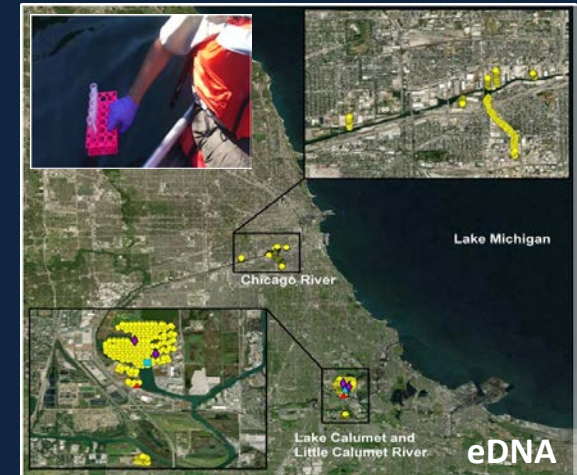 Lake Michigan
Chicago River
Lake Calumet and
Little Calumet River
eDNA